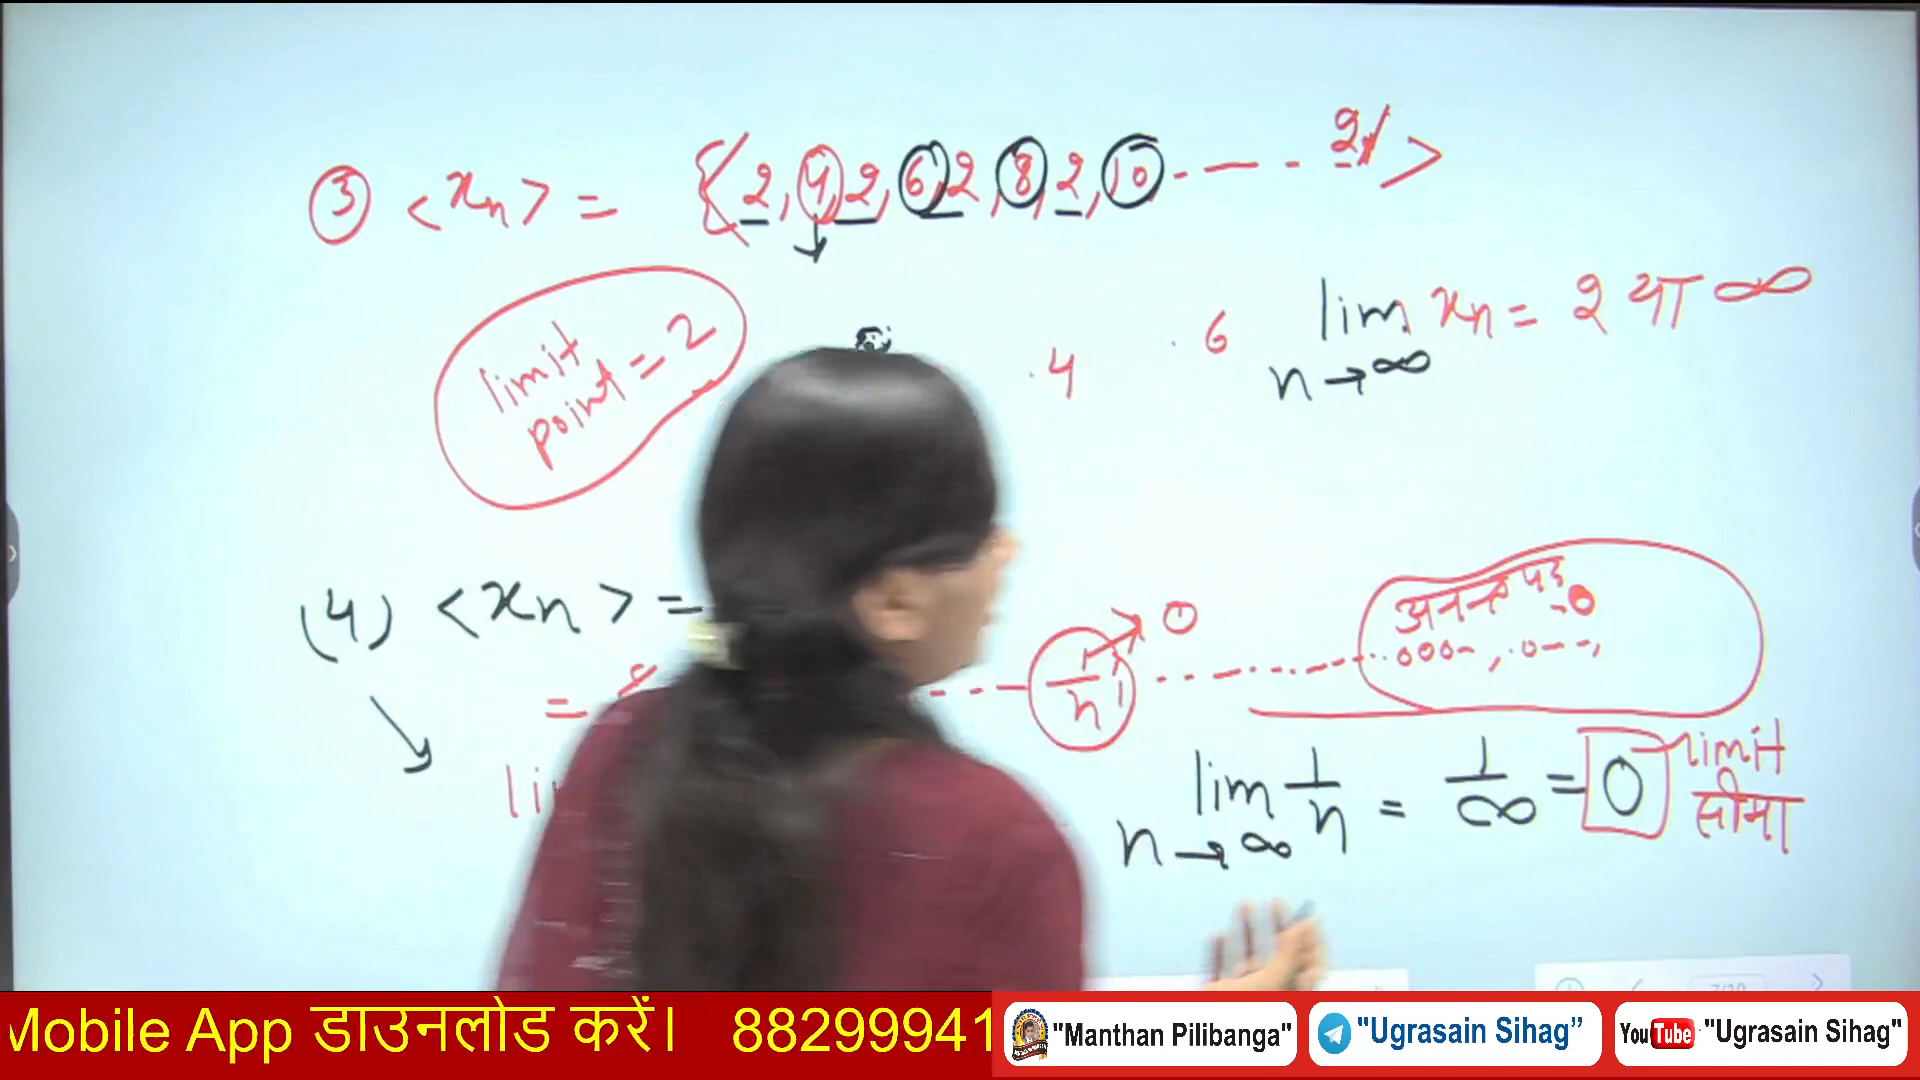 ③ <xn> = {<2, 4, 2, 6, 2, 8, 2, 10 - - - - 2 >
limit point = 2
. 4 . 6
lim n→∞ xn = 2 या ∞
(4) <xn> =
= - - - 1/n → 0 - - - - - -
अनन्त पद
000-, .0---,
lim n→∞ 1/n = 1/∞ = 0 limit
सीमा
Mobile App डाउनलोड करें। 88299941
"Manthan Pilibanga"
"Ugrasain Sihag”
YouTube "Ugrasain Sihag"